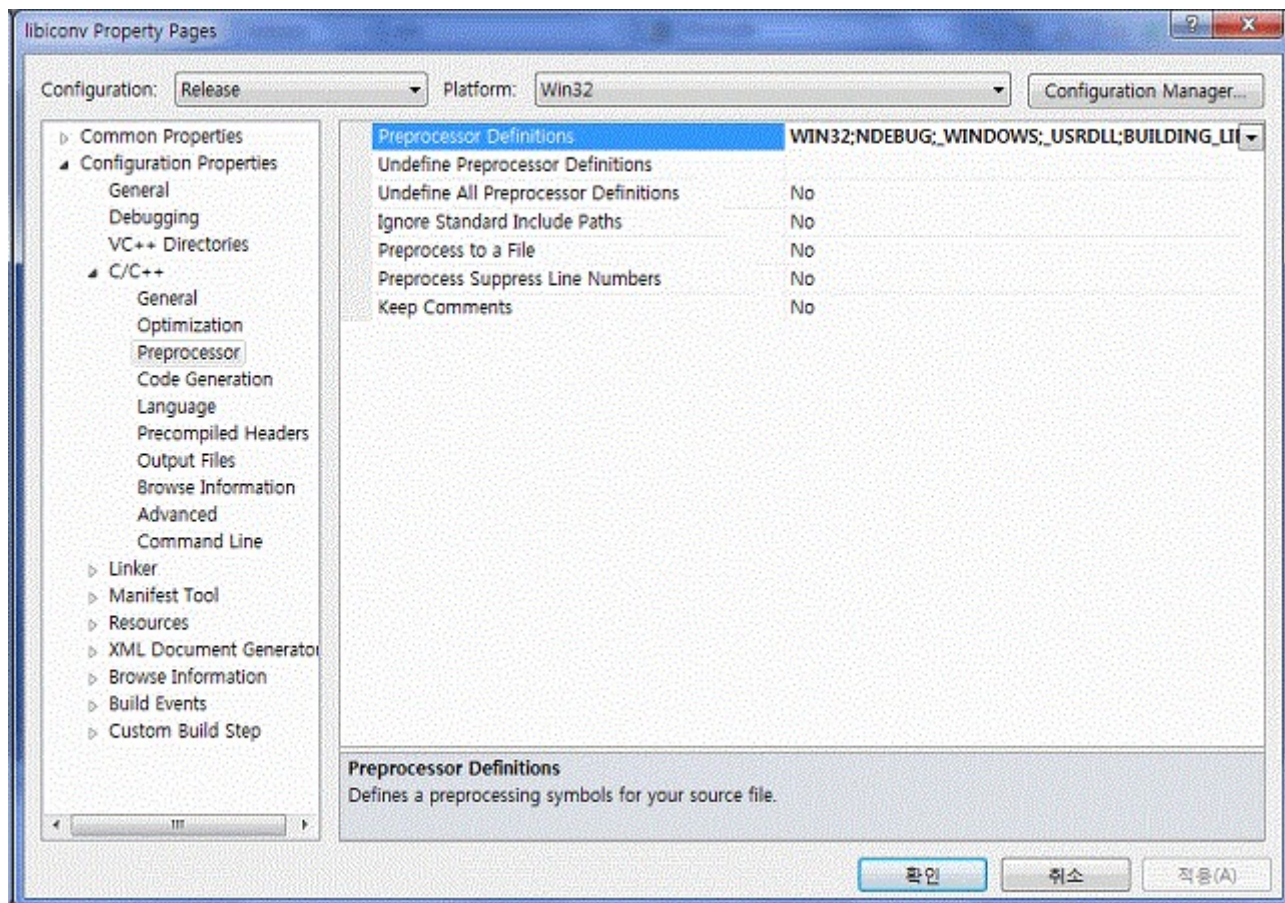 libiconv Property Pages
Configuration: Release Platform: Win32 Configuration Manager...
Common Properties
Configuration Properties
General
Debugging
VC++ Directories
C/C++
General
Optimization
Preprocessor
Code Generation
Language
Precompiled Headers
Output Files
Browse Information
Advanced
Command Line
Linker
Manifest Tool
Resources
XML Document Generator
Browse Information
Build Events
Custom Build Step
Preprocessor Definitions WIN32;NDEBUG;_WINDOWS;_USRDLL;BUILDING_LI
Undefine Preprocessor Definitions
Undefine All Preprocessor Definitions No
Ignore Standard Include Paths No
Preprocess to a File No
Preprocess Suppress Line Numbers No
Keep Comments No
Preprocessor Definitions
Defines a preprocessing symbols for your source file.
확인 취소 적용(A)